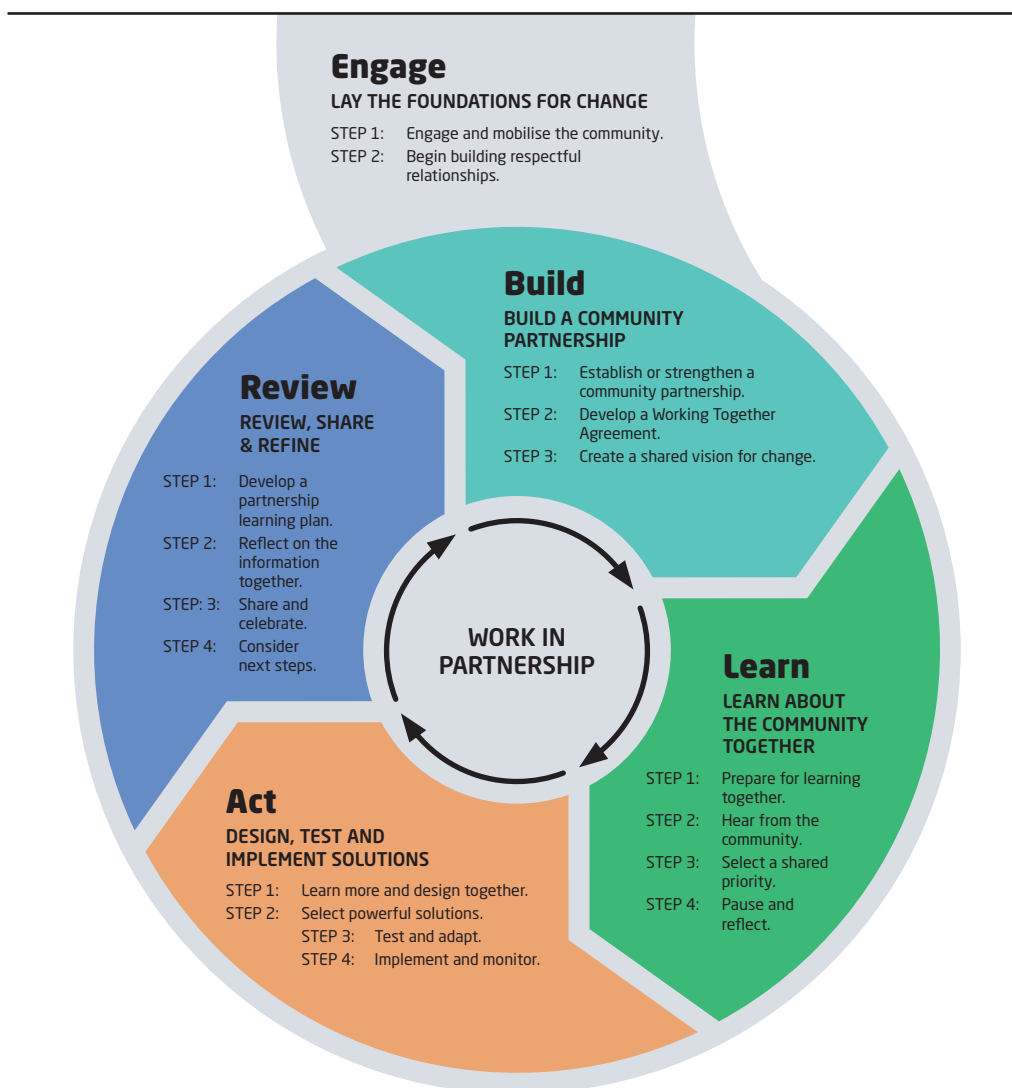 Engage
LAY THE FOUNDATIONS FOR CHANGE
STEP 1: Engage and mobilise the community.
STEP 2: Begin building respectful
relationships.
Build
BUILD A COMMUNITY
PARTNERSHIP
STEP 1: Establish or strengthen a
community partnership.
STEP 2: Develop a Working Together
Agreement.
STEP 3: Create a shared vision for change.
Learn
LEARN ABOUT
THE COMMUNITY
TOGETHER
STEP 1: Prepare for learning
together.
STEP 2: Hear from the
community.
STEP 3: Select a shared
priority.
STEP 4: Pause and
reflect.
Act
DESIGN, TEST AND
IMPLEMENT SOLUTIONS
STEP 1: Learn more and design together.
STEP 2: Select powerful solutions.
STEP 3: Test and adapt.
STEP 4: Implement and monitor.
Review
REVIEW, SHARE
& REFINE
STEP 1: Develop a
partnership
learning plan.
STEP 2: Reflect on the
information
together.
STEP: 3: Share and
celebrate.
STEP 4: Consider
next steps.
WORK IN
PARTNERSHIP